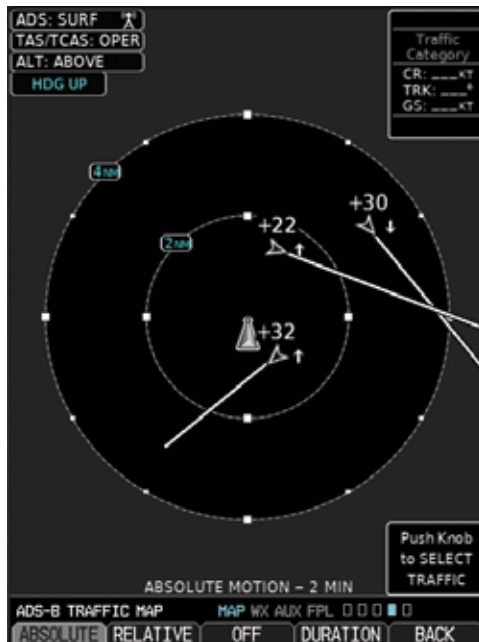 ADS: SURF
TAS/TCAS: OPER
ALT: ABOVE
HDG UP
Traffic
Category
CR: ___KT
TRK: ___°
GS: ___KT
4NM
+30
+22
2NM
+32
Push Knob
to SELECT
TRAFFIC
ABSOLUTE MOTION – 2 MIN
ADS-B TRAFFIC MAP MAP WX AUX FPL
ABSOLUTE RELATIVE OFF DURATION BACK